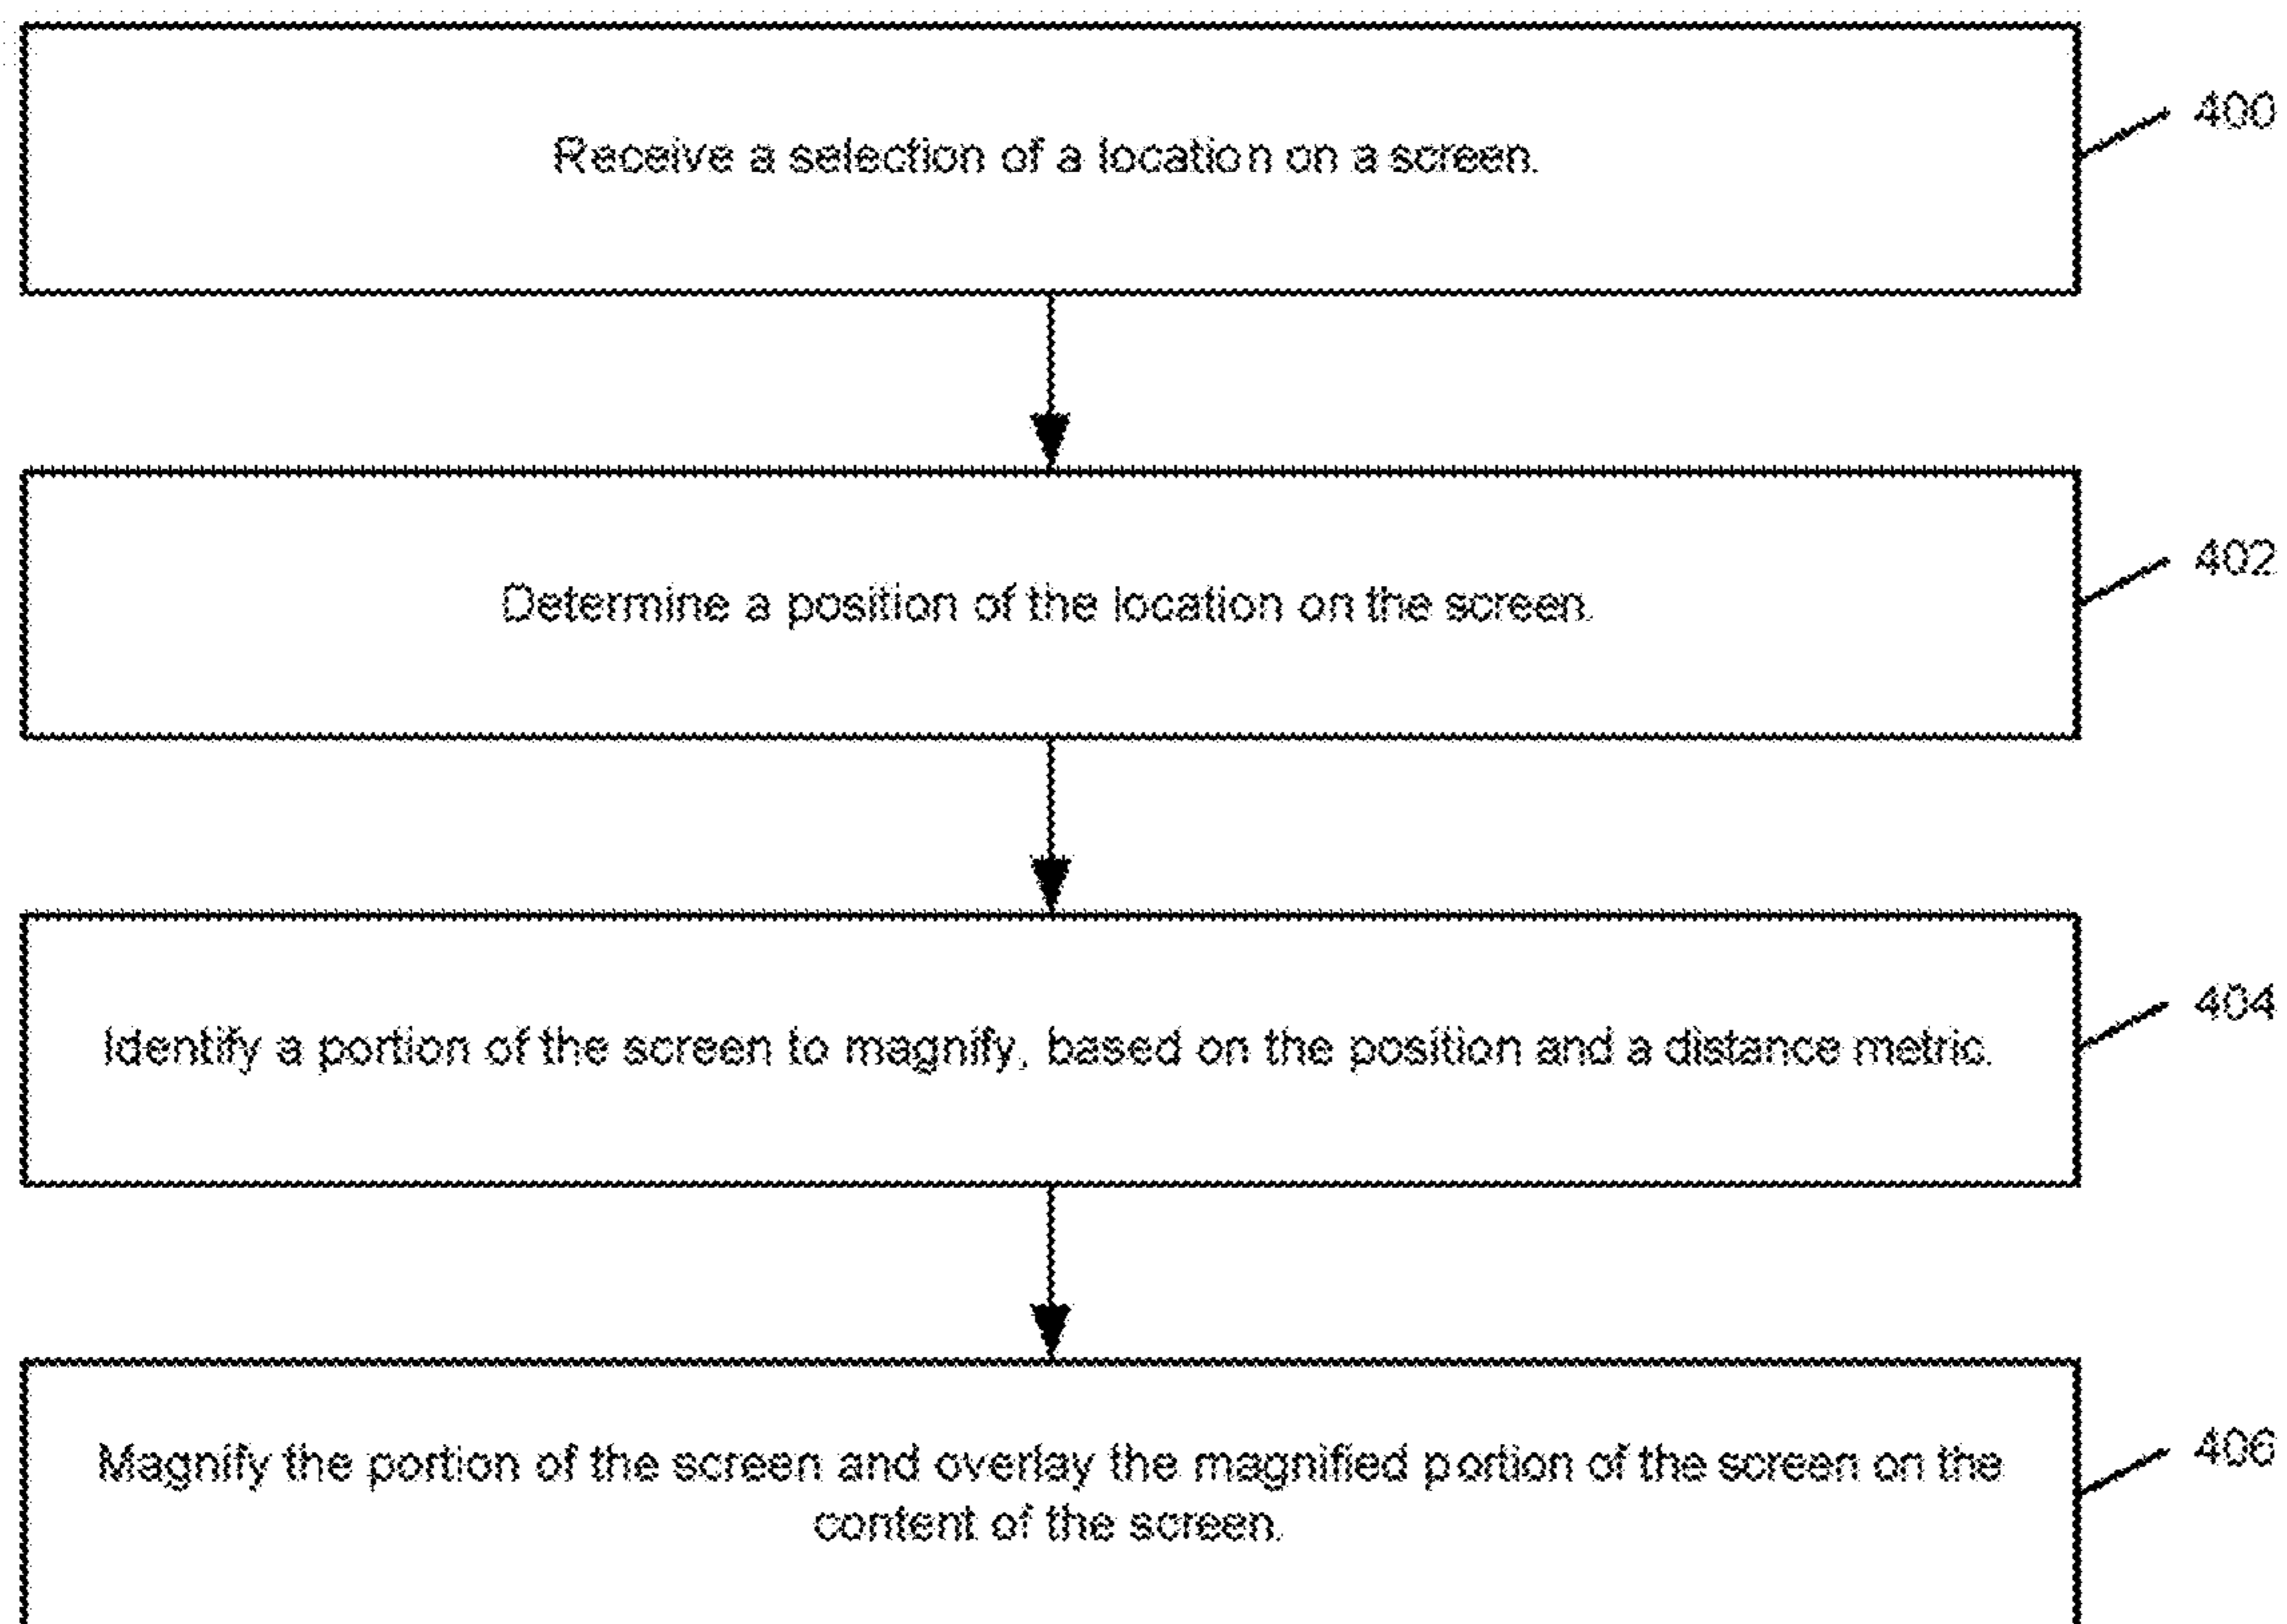 Receive a selection of a location on a screen.
400
Determine a position of the location on the screen.
402
Identify a portion of the screen to magnify, based on the position and a distance metric.
404
Magnify the portion of the screen and overlay the magnified portion of the screen on the
content of the screen.
406